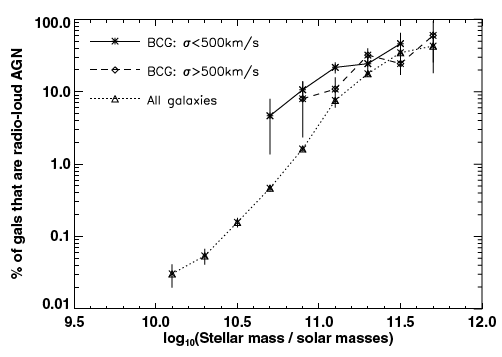 100.0
10.0
1.0
0.1
0.01
% of gals that are radio-loud AGN
BCG: σ<500km/s
BCG: σ>500km/s
All galaxies
9.5 10.0 10.5 11.0 11.5 12.0
log10(Stellar mass / solar masses)